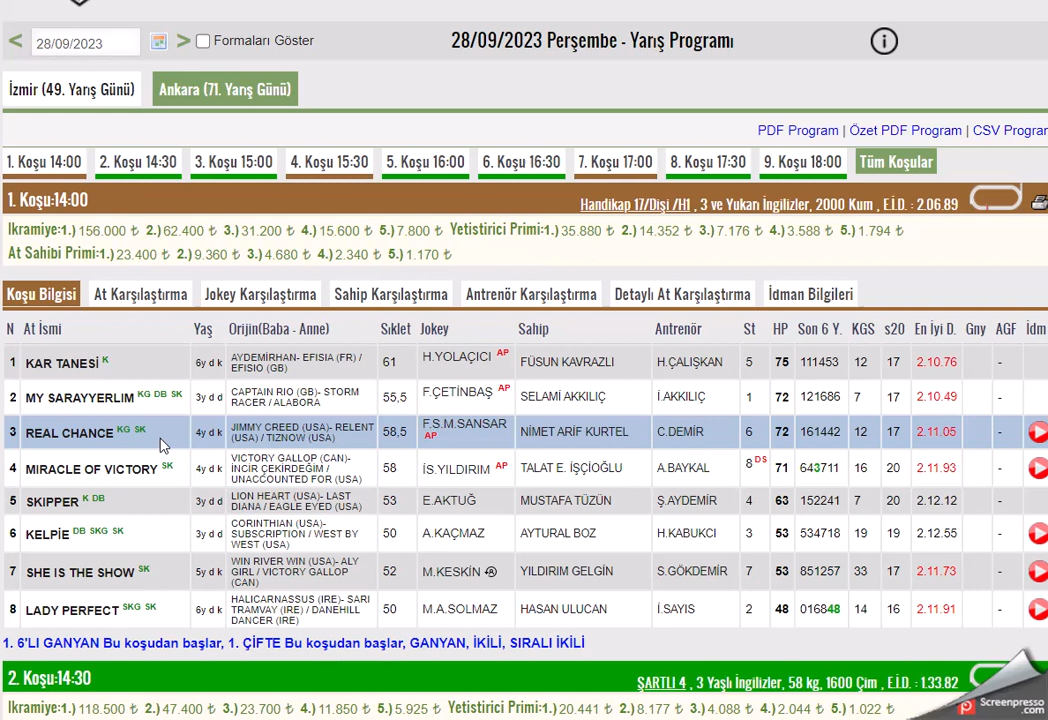 < 28/09/2023 > Formaları Göster 28/09/2023 Perşembe - Yarış Programı i
İzmir (49. Yarış Günü) Ankara (71. Yarış Günü)
PDF Program | Özet PDF Program | CSV Progra
1. Koşu 14:00 2. Koşu 14:30 3. Koşu 15:00 4. Koşu 15:30 5. Koşu 16:00 6. Koşu 16:30 7. Koşu 17:00 8. Koşu 17:30 9. Koşu 18:00 Tüm Koşular
1. Koşu:14:00 Handikap 17/Dişi /H1 , 3 ve Yukarı İngilizler, 2000 Kum , E.İ.D. : 2.06.89
Ikramiye:1.) 156.000 ₺ 2.) 62.400 ₺ 3.) 31.200 ₺ 4.) 15.600 ₺ 5.) 7.800 ₺ Yetistirici Primi:1.) 35.880 ₺ 2.) 14.352 ₺ 3.) 7.176 ₺ 4.) 3.588 ₺ 5.) 1.794 ₺
At Sahibi Primi:1.) 23.400 ₺ 2.) 9.360 ₺ 3.) 4.680 ₺ 4.) 2.340 ₺ 5.) 1.170 ₺
Koşu Bilgisi At Karşılaştırma Jokey Karşılaştırma Sahip Karşılaştırma Antrenör Karşılaştırma Detaylı At Karşılaştırma İdman Bilgileri
N At İsmi Yaş Orijin(Baba - Anne) Sıklet Jokey Sahip Antrenör St HP Son 6 Y. KGS s20 En İyi D. Gny AGF İdm
1 KAR TANESİ K 6y d k AYDEMİRHAN- EFISIA (FR) / EFISIO (GB) 61 H.YOLAÇICI AP FÜSUN KAVRAZLI H.ÇALIŞKAN 5 75 111453 12 17 2.10.76 -
2 MY SARAYYERLIM KG DB SK 3y d d CAPTAIN RIO (GB)- STORM RACER / ALABORA 55,5 F.ÇETİNBAŞ AP SELAMİ AKKILIÇ İ.AKKILIÇ 1 72 121686 7 17 2.10.49 -
3 REAL CHANCE KG SK 4y d k JIMMY CREED (USA)- RELENT (USA) / TIZNOW (USA) 58,5 F.S.M.SANSAR AP NİMET ARİF KURTEL C.DEMİR 6 72 161442 12 17 2.11.05 -
4 MIRACLE OF VICTORY SK 4y d k VICTORY GALLOP (CAN)- İNCİR ÇEKİRDEĞİM / UNACCOUNTED FOR (USA) 58 İS.YILDIRIM AP TALAT E. İŞÇİOĞLU A.BAYKAL 8 DS 71 643711 16 20 2.11.93 -
5 SKIPPER K DB 3y d d LION HEART (USA)- LAST DIANA / EAGLE EYED (USA) 53 E.AKTUĞ MUSTAFA TÜZÜN Ş.AYDEMİR 4 63 152241 7 20 2.12.12 -
6 KELPİE DB SKG SK 3y d d CORINTHIAN (USA)- SUBSCRIPTION / WEST BY WEST (USA) 50 A.KAÇMAZ AYTURAL BOZ H.KABUKCI 3 53 534718 19 19 2.12.55 -
7 SHE IS THE SHOW SK 5y d k WIN RIVER WIN (USA)- ALY GIRL / VICTORY GALLOP (CAN) 52 M.KESKİN YILDIRIM GELGİN S.GÖKDEMİR 7 53 851257 33 17 2.11.73 -
8 LADY PERFECT SKG SK 6y d k HALICARNASSUS (IRE)- SARI TRAMVAY (IRE) / DANEHILL DANCER (IRE) 50 M.A.SOLMAZ HASAN ULUCAN İ.SAYIS 2 48 016848 14 16 2.11.91 -
1. 6'LI GANYAN Bu koşudan başlar, 1. ÇİFTE Bu koşudan başlar, GANYAN, İKİLİ, SIRALI İKİLİ
2. Koşu:14:30 ŞARTLI 4 , 3 Yaşlı İngilizler, 58 kg, 1600 Çim , E.İ.D. : 1.33.82
Ikramiye:1.) 118.500 ₺ 2.) 47.400 ₺ 3.) 23.700 ₺ 4.) 11.850 ₺ 5.) 5.925 ₺ Yetistirici Primi:1.) 20.441 ₺ 2.) 8.177 ₺ 3.) 4.088 ₺ 4.) 2.044 ₺ 5.) 1.022 ₺
Screenpresso
.com